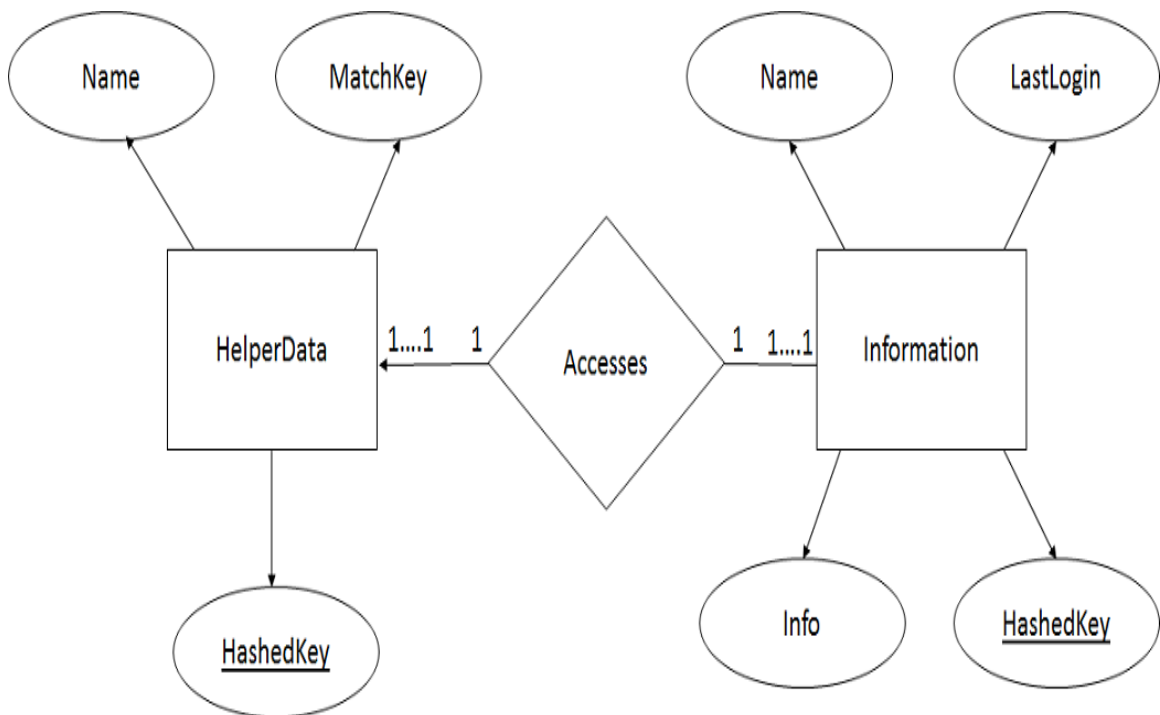 Name
MatchKey
Name
LastLogin
HelperData
1....1
1
Accesses
1
1....1
Information
HashedKey
Info
HashedKey